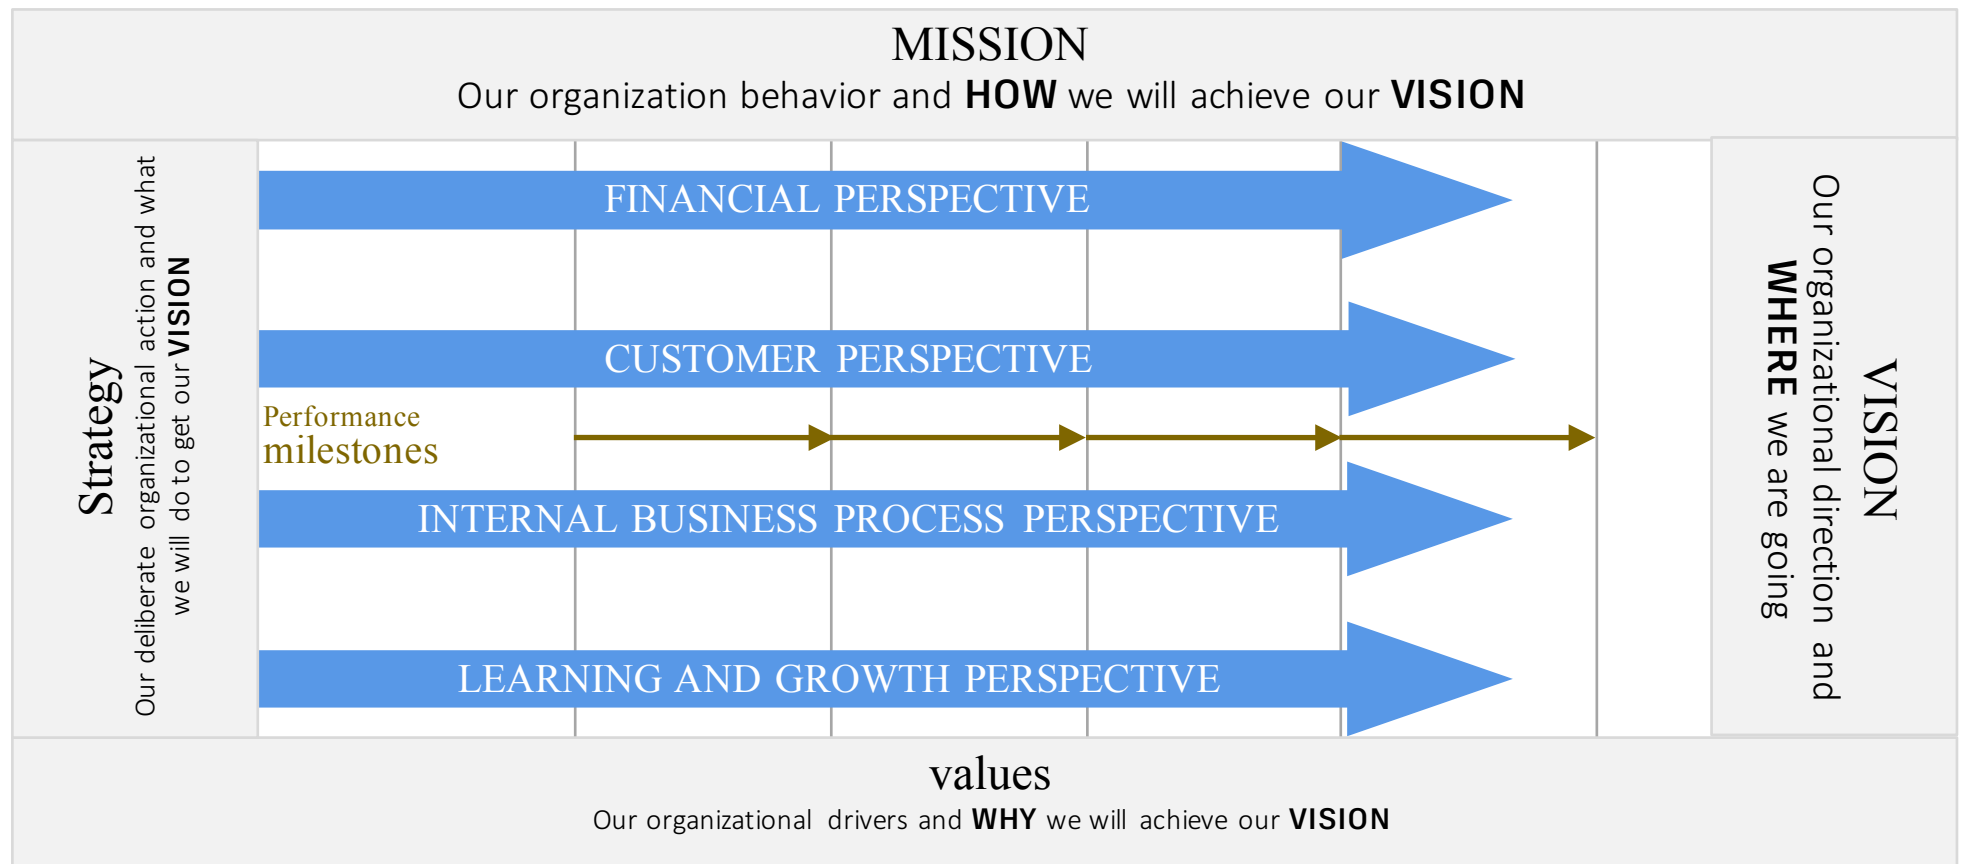 MISSION
Our organization behavior and HOW we will achieve our VISION
Strategy
Our deliberate organizational action and what
we will do to get our VISION
FINANCIAL PERSPECTIVE
CUSTOMER PERSPECTIVE
Performance
milestones
INTERNAL BUSINESS PROCESS PERSPECTIVE
LEARNING AND GROWTH PERSPECTIVE
VISION
Our organizational direction and
WHERE we are going
values
Our organizational drivers and WHY we will achieve our VISION